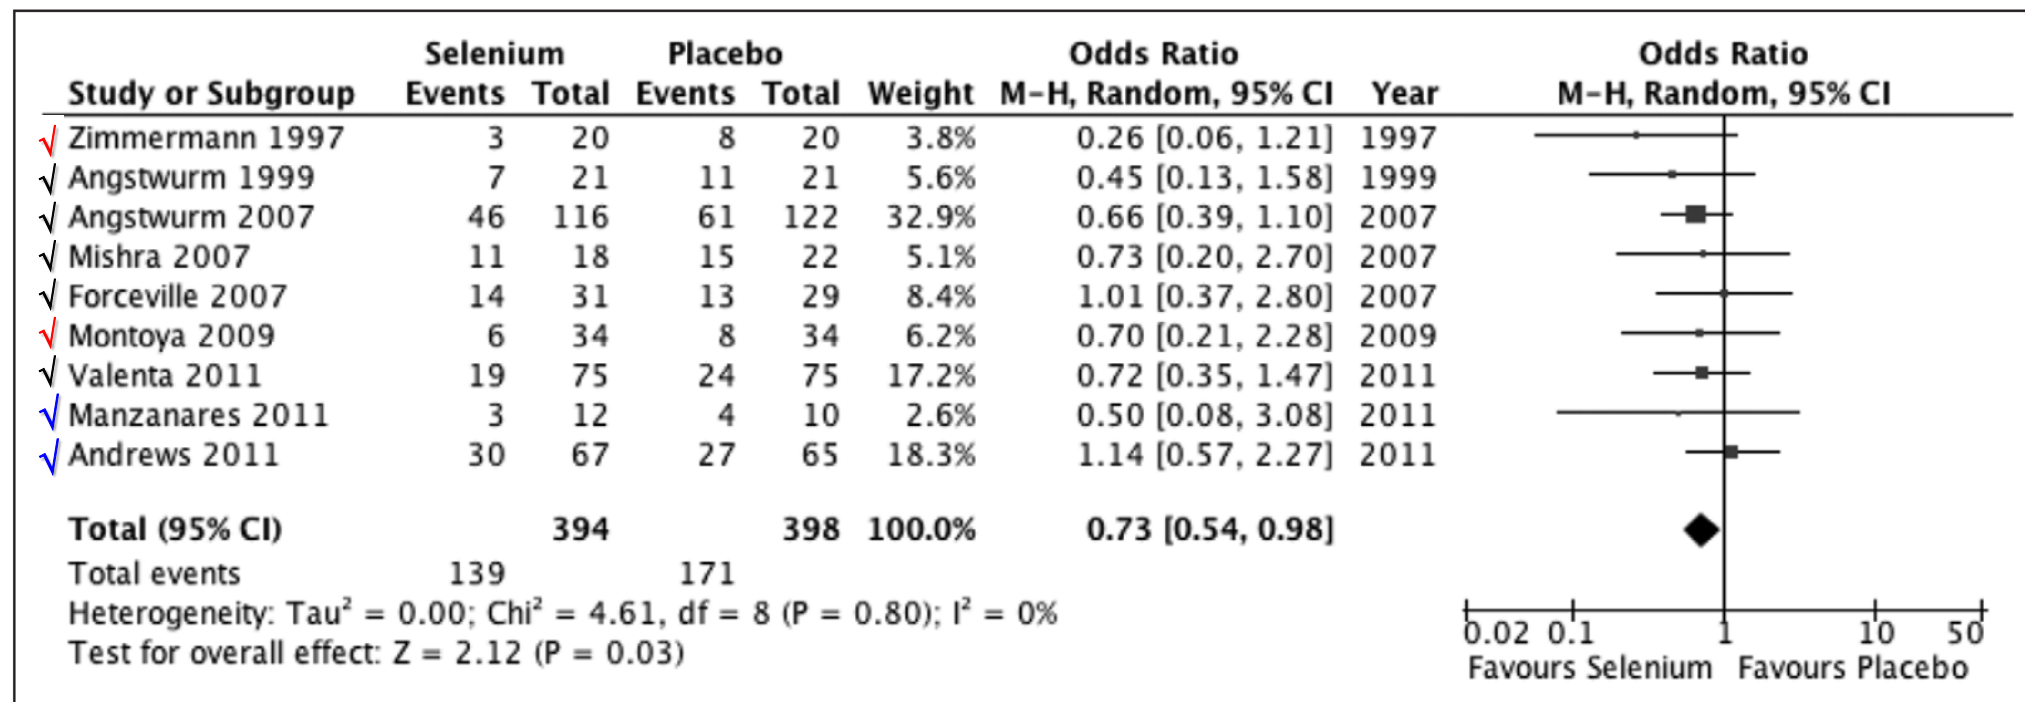 Selenium Placebo Odds Ratio Odds Ratio
Study or Subgroup Events Total Events Total Weight M-H, Random, 95% CI Year M-H, Random, 95% CI
√ Zimmermann 1997 3 20 8 20 3.8% 0.26 [0.06, 1.21] 1997
√ Angstwurm 1999 7 21 11 21 5.6% 0.45 [0.13, 1.58] 1999
√ Angstwurm 2007 46 116 61 122 32.9% 0.66 [0.39, 1.10] 2007
√ Mishra 2007 11 18 15 22 5.1% 0.73 [0.20, 2.70] 2007
√ Forceville 2007 14 31 13 29 8.4% 1.01 [0.37, 2.80] 2007
√ Montoya 2009 6 34 8 34 6.2% 0.70 [0.21, 2.28] 2009
√ Valenta 2011 19 75 24 75 17.2% 0.72 [0.35, 1.47] 2011
√ Manzanares 2011 3 12 4 10 2.6% 0.50 [0.08, 3.08] 2011
√ Andrews 2011 30 67 27 65 18.3% 1.14 [0.57, 2.27] 2011
Total (95% CI) 394 398 100.0% 0.73 [0.54, 0.98]
Total events 139 171
Heterogeneity: Tau² = 0.00; Chi² = 4.61, df = 8 (P = 0.80); I² = 0%
Test for overall effect: Z = 2.12 (P = 0.03)
0.02 0.1 1 10 50
Favours Selenium Favours Placebo